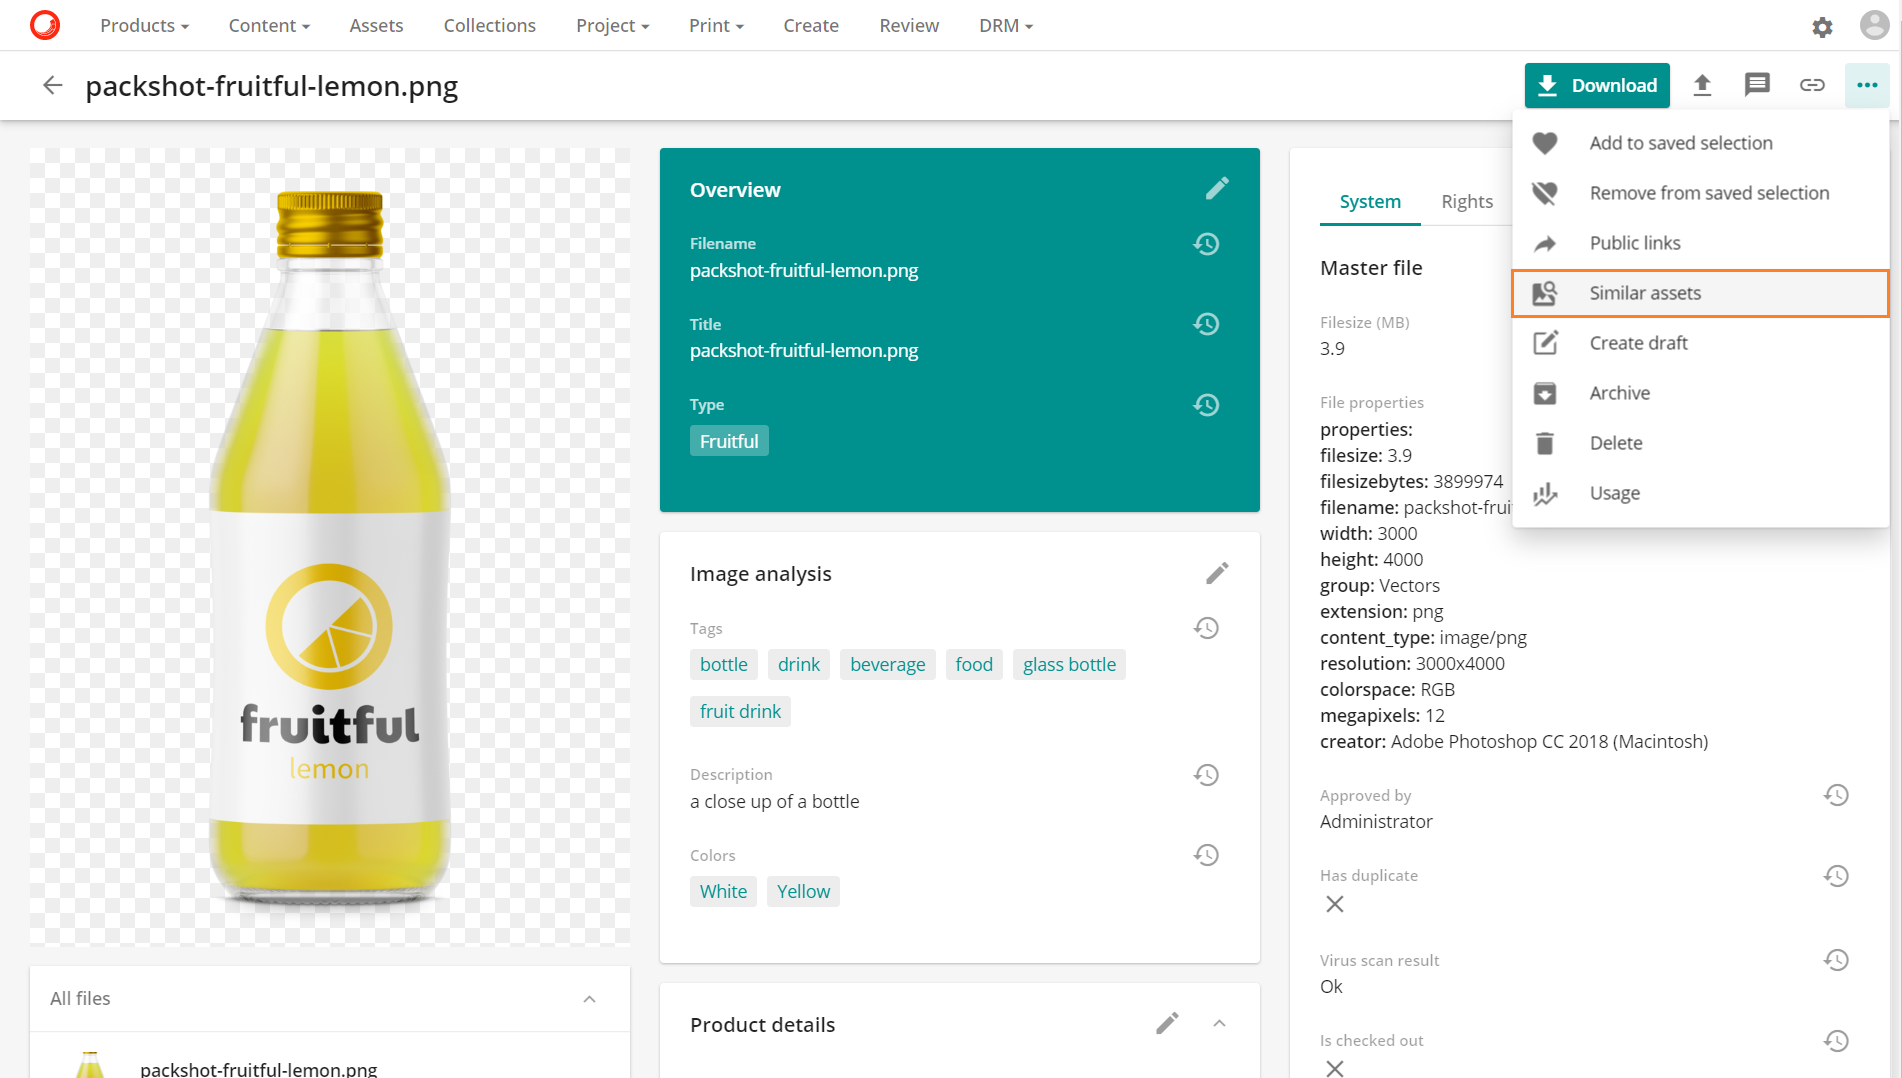 Products
Content
Assets
Collections
Project
Print
Create
Review
DRM
packshot-fruitful-lemon.png
Download
fruitful
lemon
All files
packshot-fruitful-lemon.png
Overview
Filename
packshot-fruitful-lemon.png
Title
packshot-fruitful-lemon.png
Type
Fruitful
Image analysis
Tags
bottle drink beverage food glass bottle
fruit drink
Description
a close up of a bottle
Colors
White Yellow
Product details
System Rights
Master file
Filesize (MB)
3.9
File properties
properties:
filesize: 3.9
filesizebytes: 3899974
filename: packshot-frui
width: 3000
height: 4000
group: Vectors
extension: png
content_type: image/png
resolution: 3000x4000
colorspace: RGB
megapixels: 12
creator: Adobe Photoshop CC 2018 (Macintosh)
Approved by
Administrator
Has duplicate
Virus scan result
Ok
Is checked out
Add to saved selection
Remove from saved selection
Public links
Similar assets
Create draft
Archive
Delete
Usage